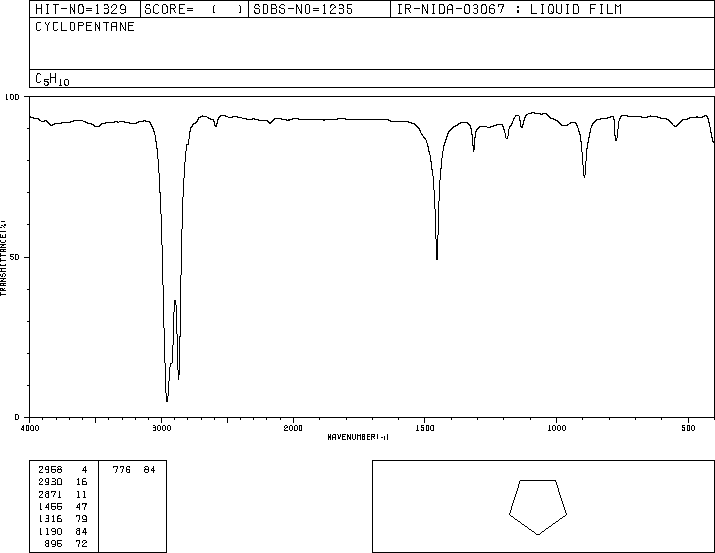 HIT-NO=1329 SCORE= ( ) SDBS-NO=1235 IR-NIDA-03067 : LIQUID FILM
CYCLOPENTANE
C5H10
100
50
0
TRANSMITTANCE(%)
4000 3000 2000 1500 1000 500
WAVENUMBER(-1)
2958 4 776 84
2930 16
2871 11
1455 47
1316 79
1190 84
895 72